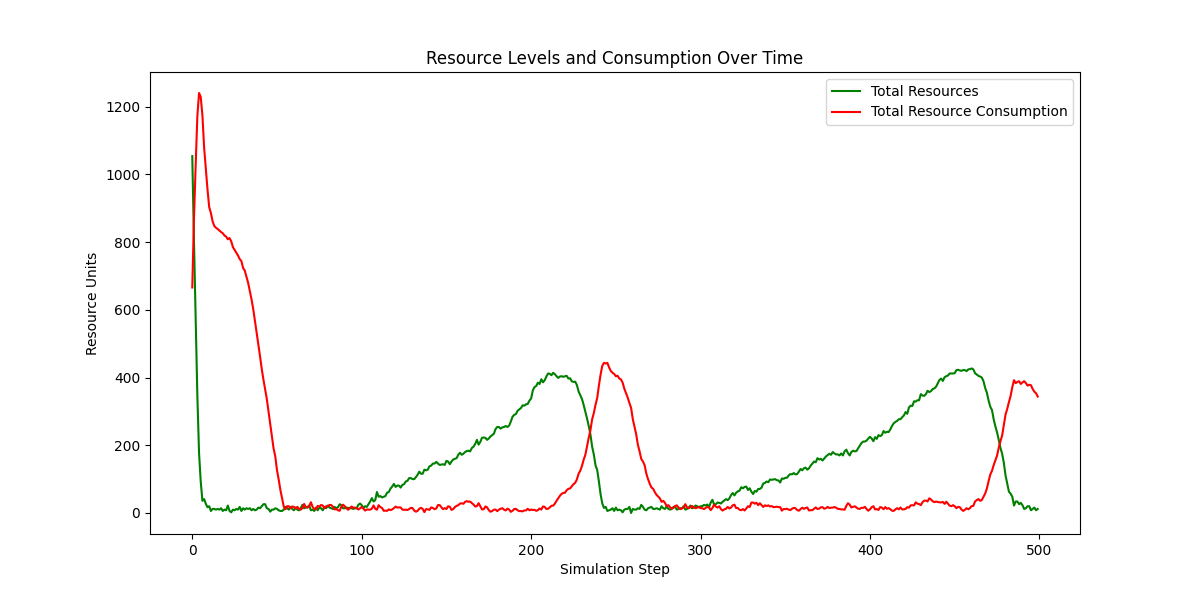 Resource Levels and Consumption Over Time
Total Resources
Total Resource Consumption
Resource Units
1200
1000
800
600
400
200
0
0 100 200 300 400 500
Simulation Step